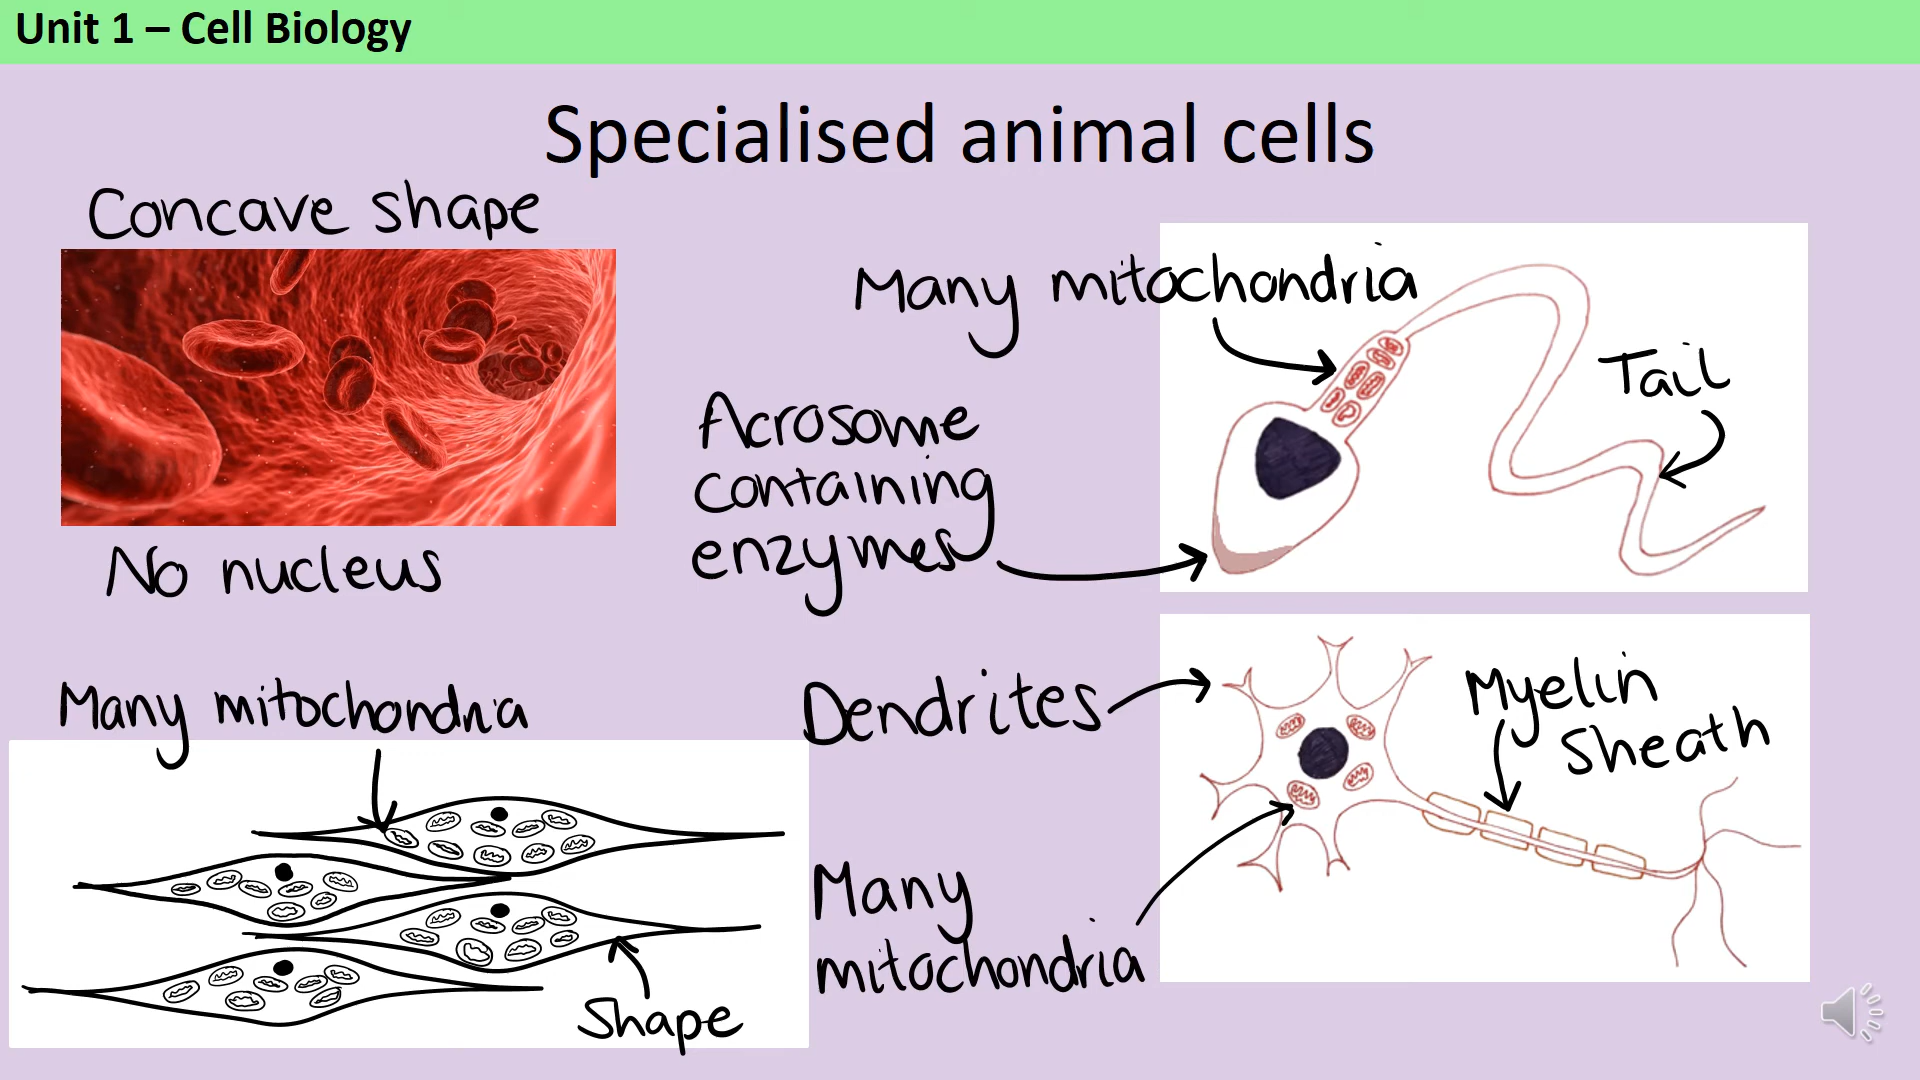 Unit 1 – Cell Biology
Specialised animal cells
Concave shape
No nucleus
Many mitochondria
Acrosome
containing
enzymes
Tail
Many mitochondria
Shape
Dendrites
Myelin
Sheath
Many
mitochondria